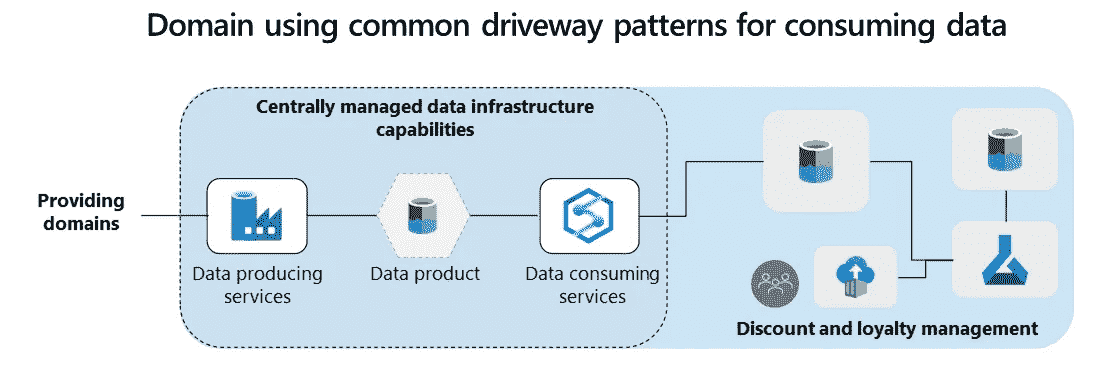 Domain using common driveway patterns for consuming data
Centrally managed data infrastructure
capabilities
Providing
domains
Data producing
services
Data product
Data consuming
services
Discount and loyalty management